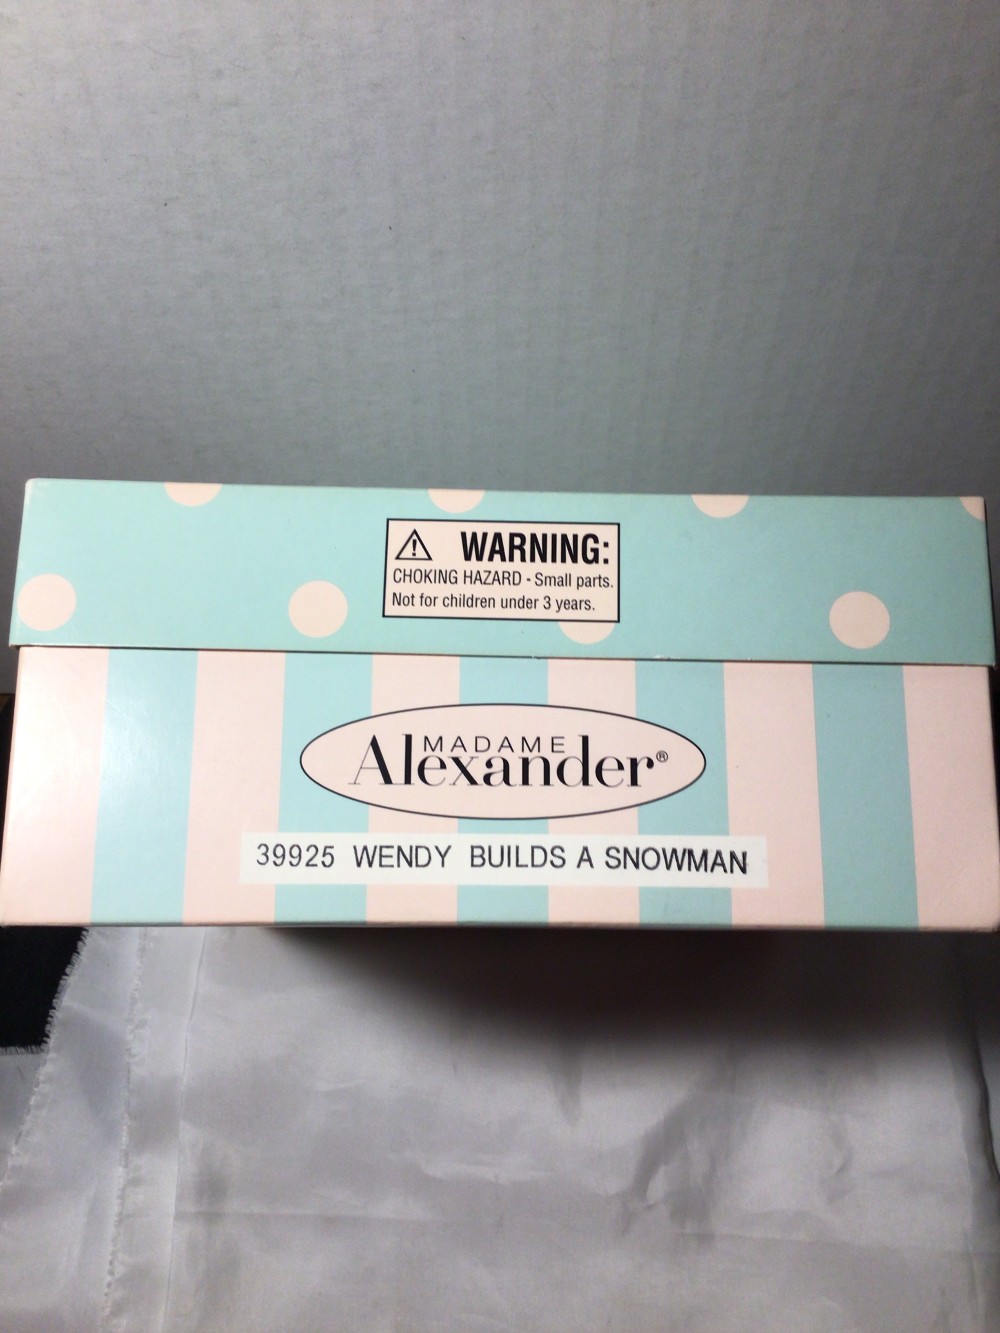 WARNING:
CHOKING HAZARD - Small parts.
Not for children under 3 years.
MADAME
Alexander®
39925 WENDY BUILDS A SNOWMAN